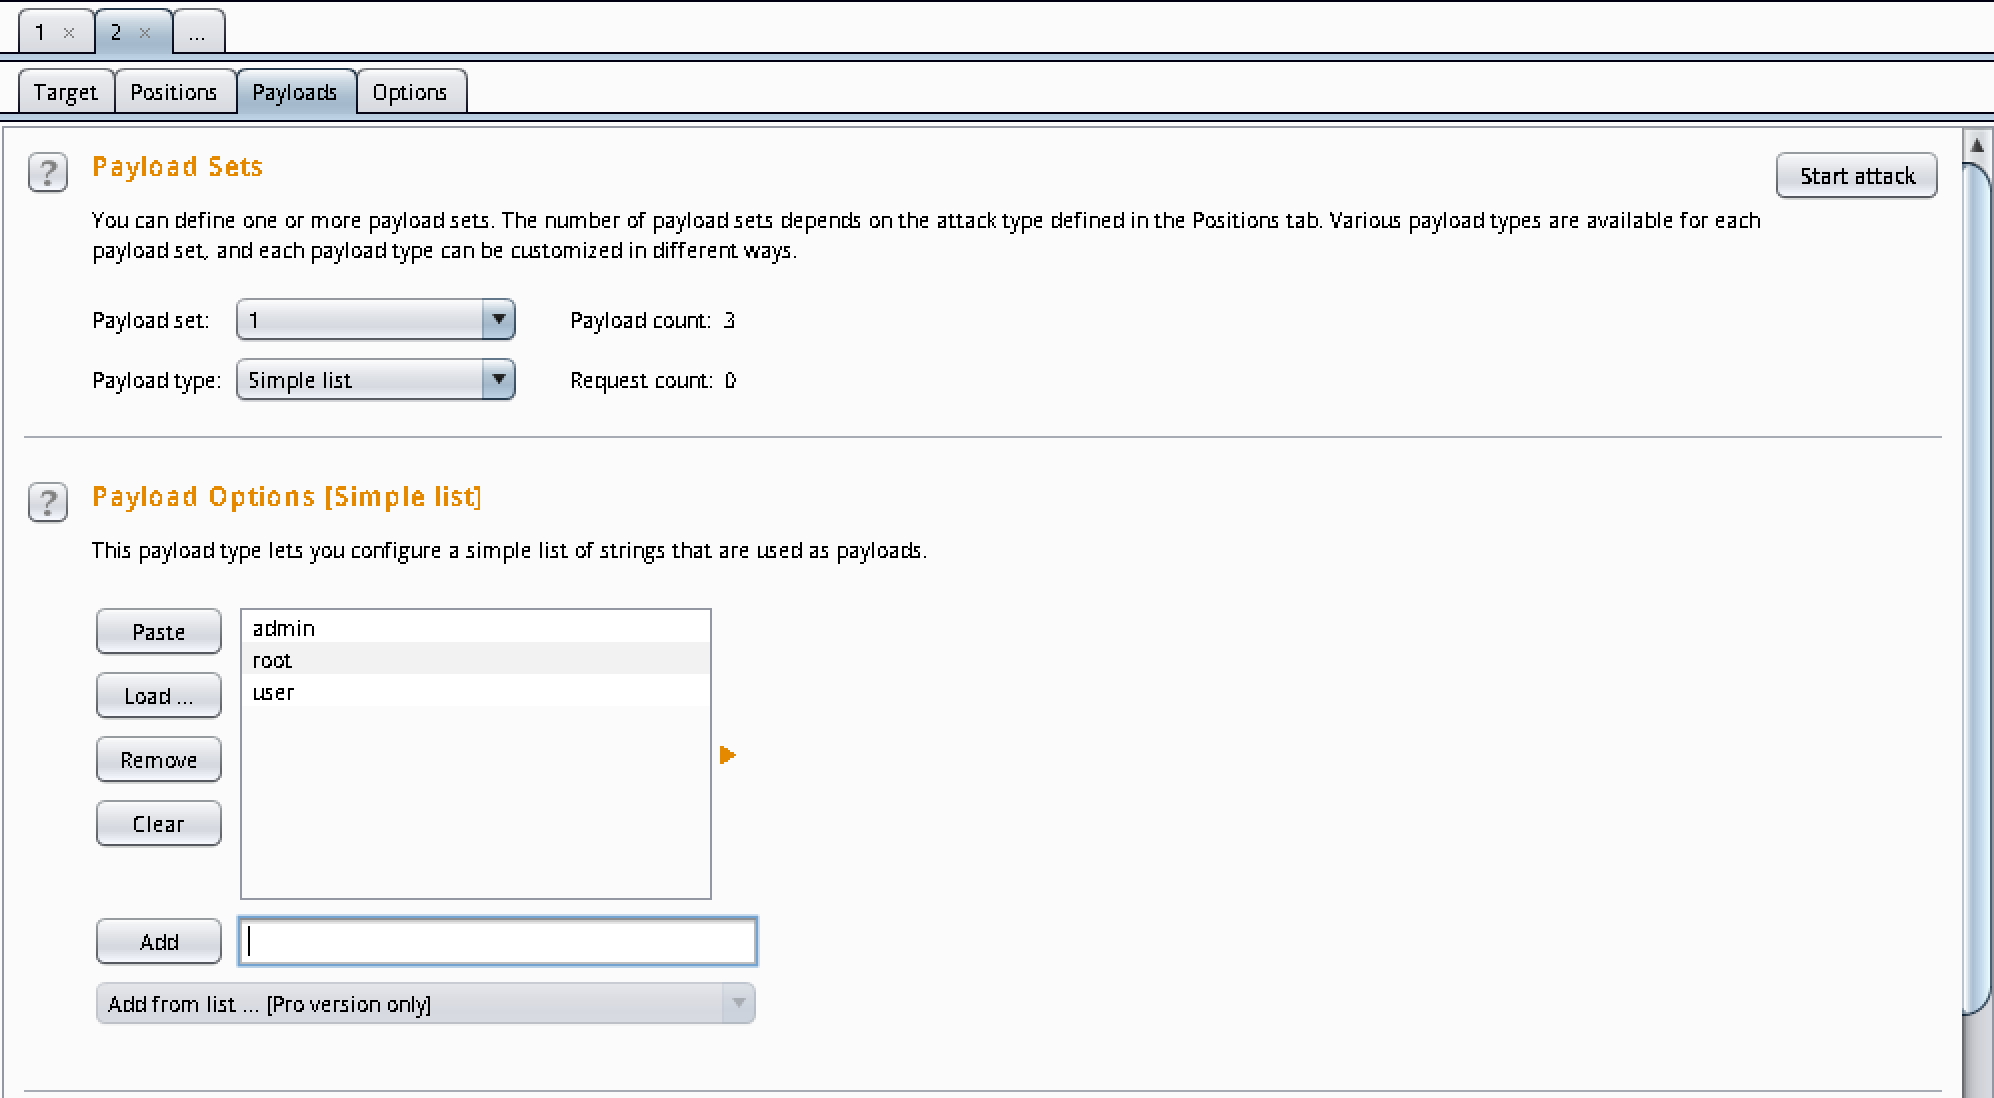 1 × 2 × ...
Target Positions Payloads Options
? Payload Sets
Start attack
You can define one or more payload sets. The number of payload sets depends on the attack type defined in the Positions tab. Various payload types are available for each
payload set, and each payload type can be customized in different ways.
Payload set: 1 Payload count: 3
Payload type: Simple list Request count: 0
? Payload Options [Simple list]
This payload type lets you configure a simple list of strings that are used as payloads.
Paste
Load ...
Remove
Clear
admin
root
user
Add
Add from list ... [Pro version only]